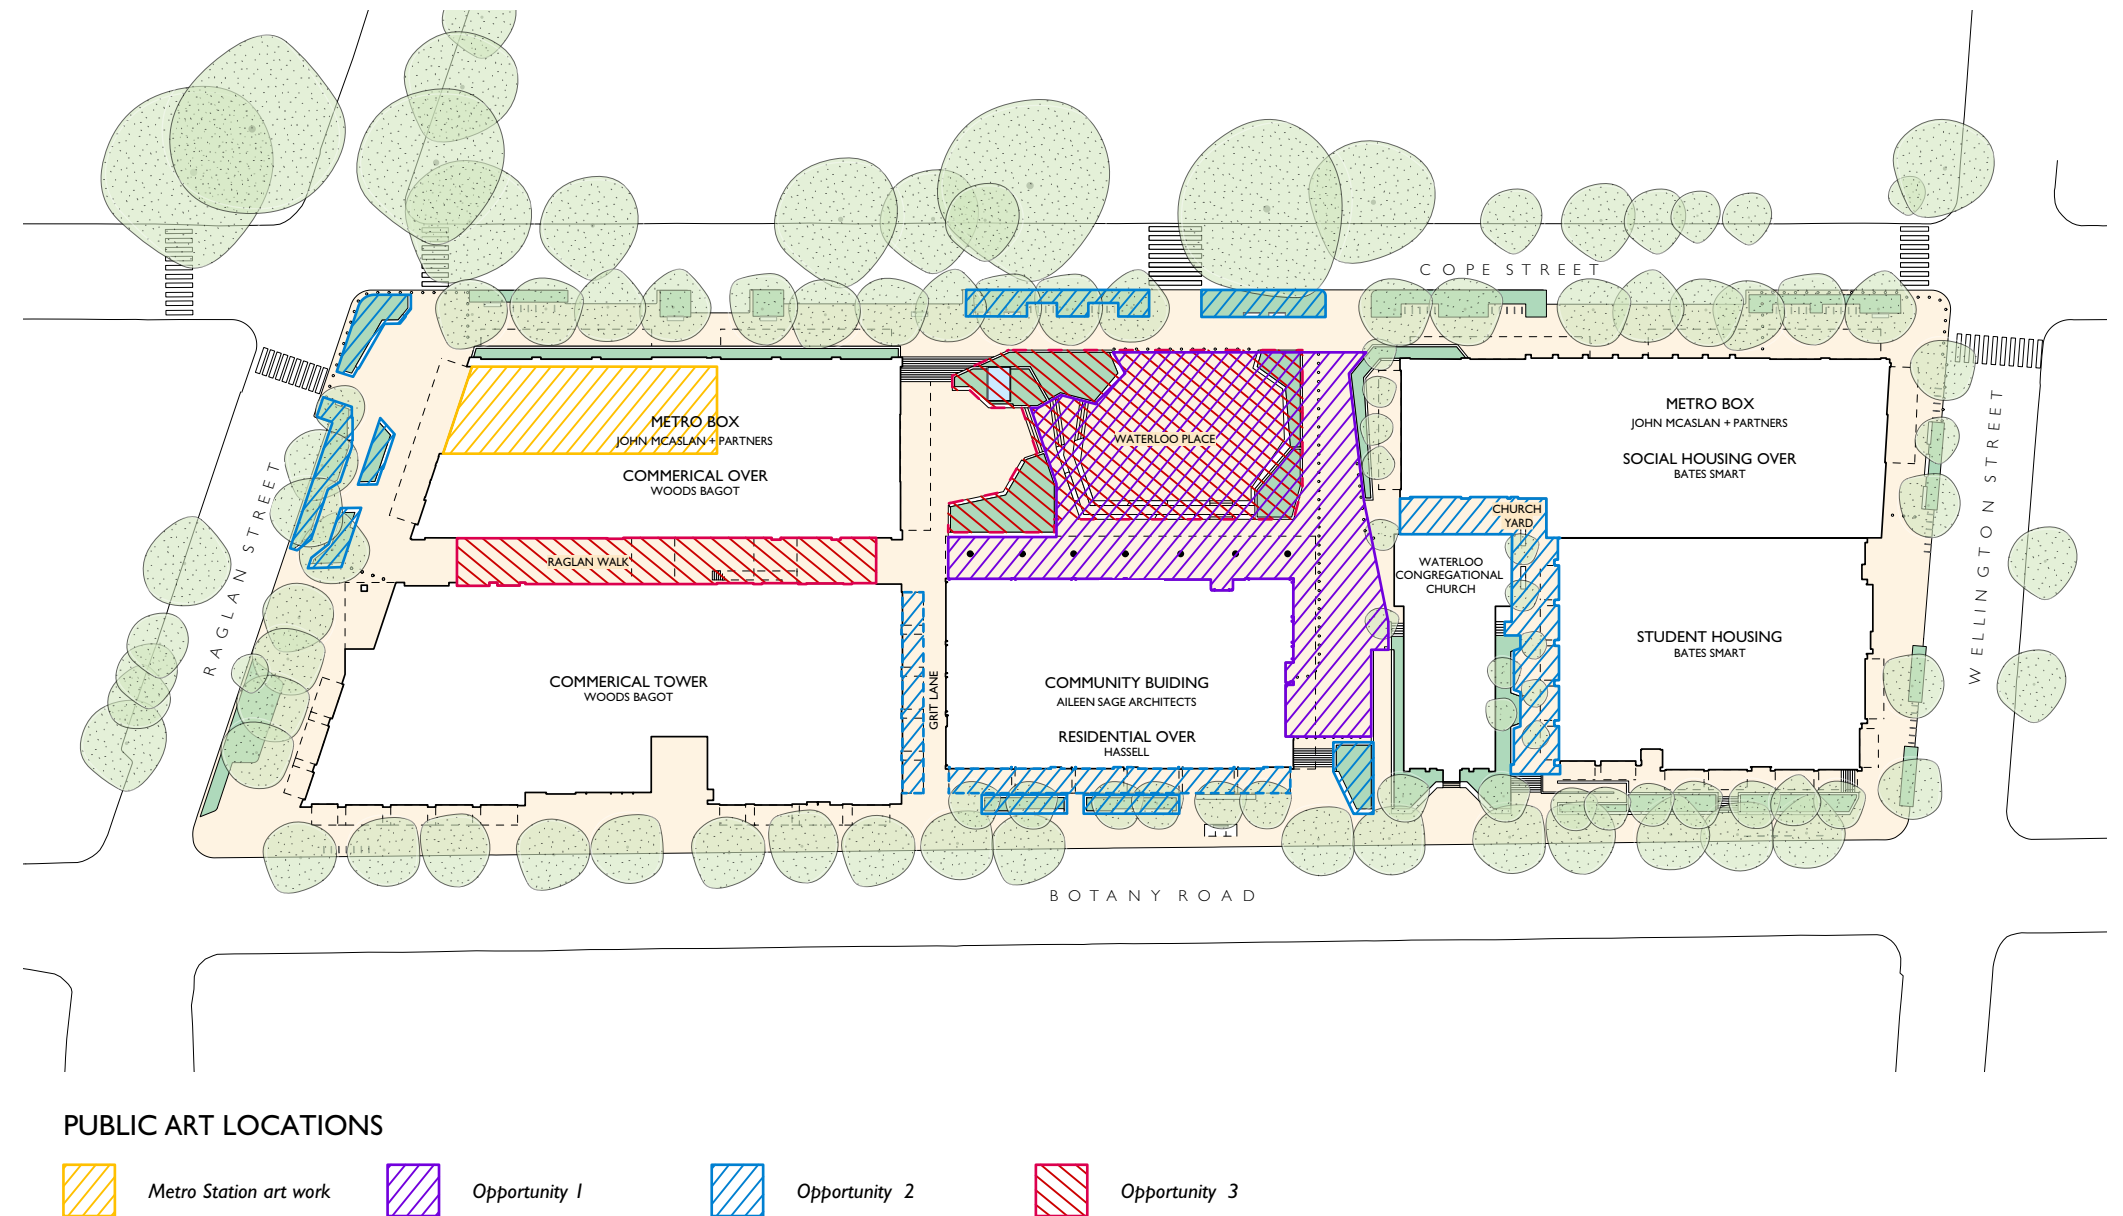 COPE STREET
METRO BOX
JOHN MCASLAN + PARTNERS
COMMERICAL OVER
WOODS BAGOT
WATERLOO PLACE
METRO BOX
JOHN MCASLAN + PARTNERS
SOCIAL HOUSING OVER
BATES SMART
CHURCH
YARD
RAGLAN STREET
RAGLAN WALK
WATERLOO
CONGREGATIONAL
CHURCH
WELLINGTON STREET
COMMERICAL TOWER
WOODS BAGOT
GRIT LANE
COMMUNITY BUIDING
AILEEN SAGE ARCHITECTS
RESIDENTIAL OVER
HASSELL
STUDENT HOUSING
BATES SMART
BOTANY ROAD
PUBLIC ART LOCATIONS
Metro Station art work
Opportunity 1
Opportunity 2
Opportunity 3